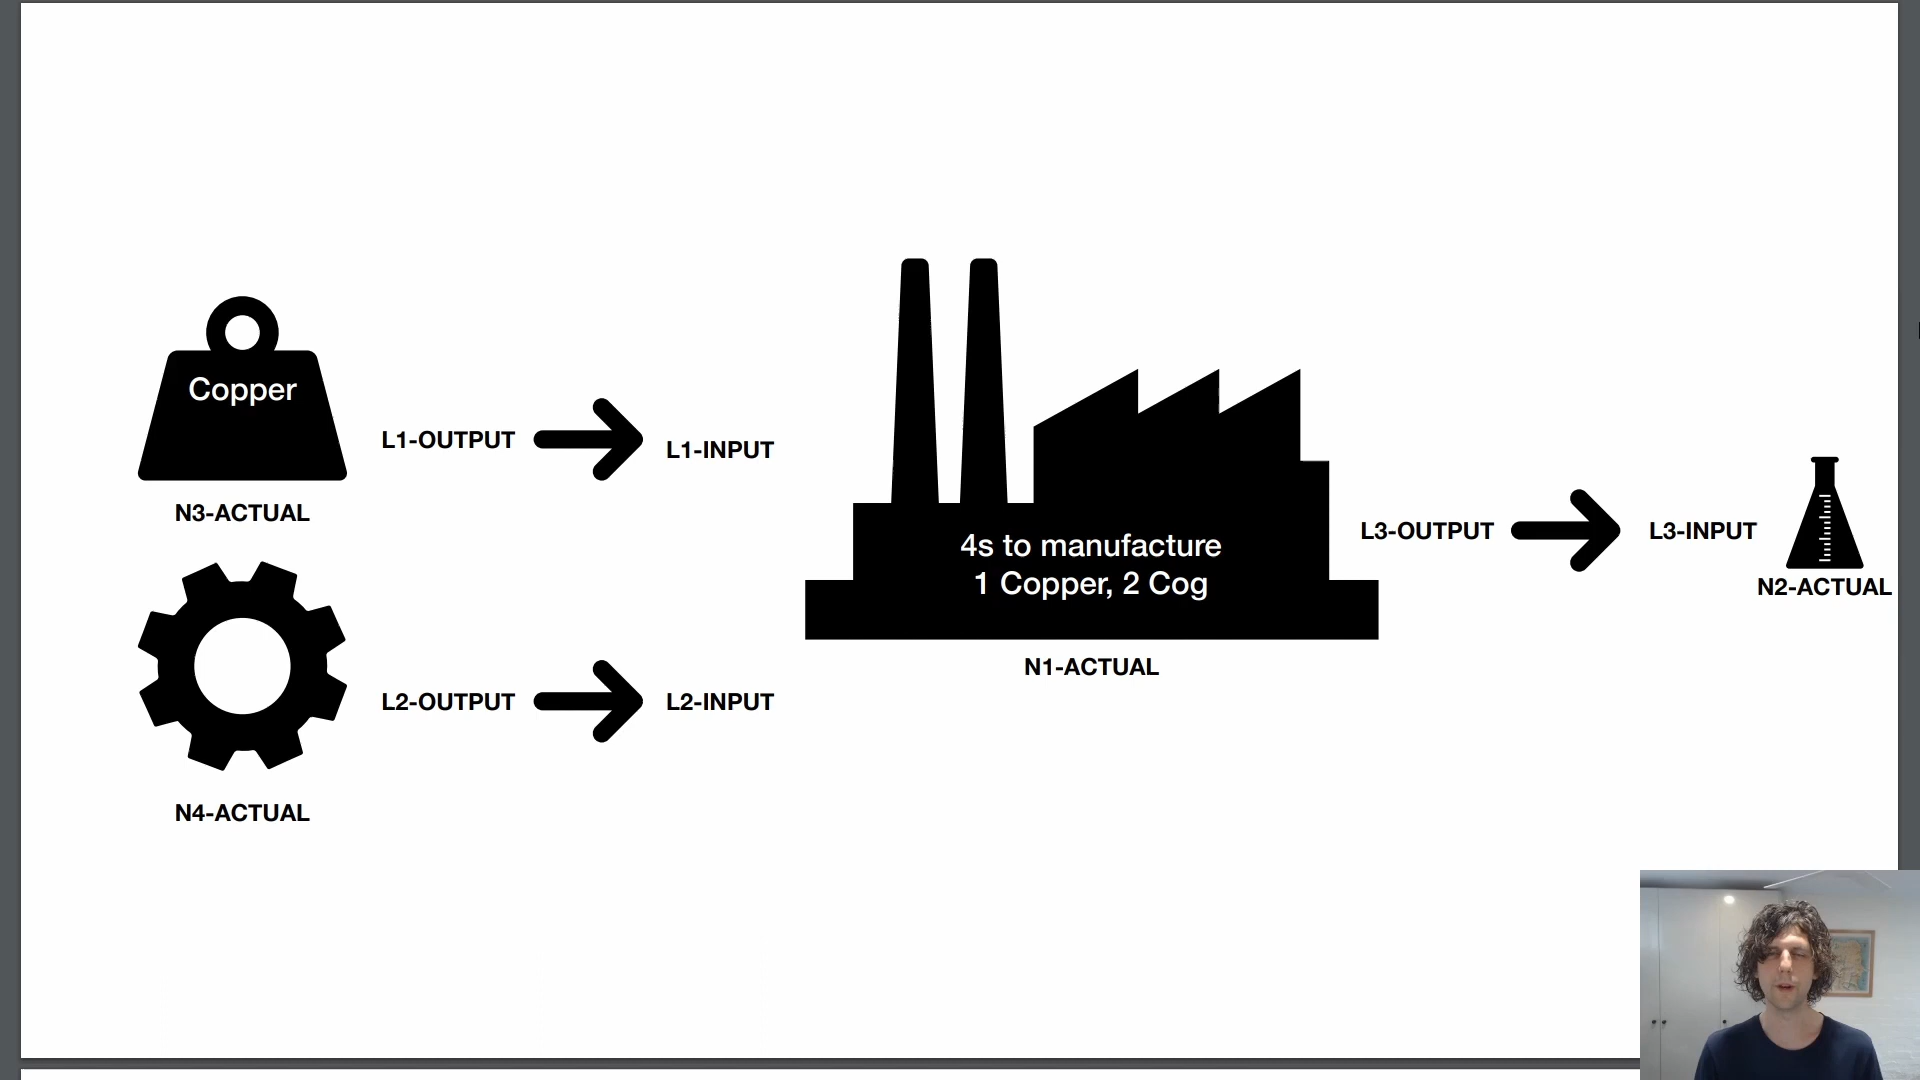 Copper
L1-OUTPUT
L1-INPUT
N3-ACTUAL
L2-OUTPUT
L2-INPUT
N4-ACTUAL
4s to manufacture
1 Copper, 2 Cog
N1-ACTUAL
L3-OUTPUT
L3-INPUT
N2-ACTUAL